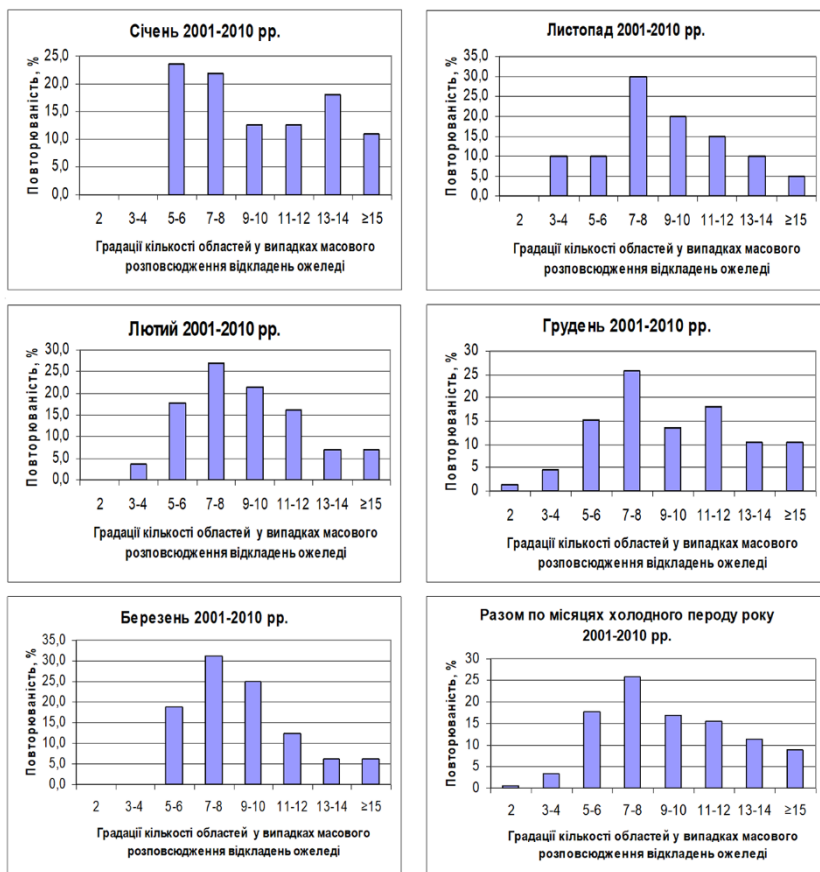 Січень 2001-2010 рр.
Повторюваність, %
25,0
20,0
15,0
10,0
5,0
0,0
2 3-4 5-6 7-8 9-10 11-12 13-14 ≥15
Градації кількості областей у випадках масового
розповсюдження відкладень ожеледі
Листопад 2001-2010 рр.
Повторюваність, %
35,0
30,0
25,0
20,0
15,0
10,0
5,0
0,0
2 3-4 5-6 7-8 9-10 11-12 13-14 ≥15
Градації кількості областей у випадках масового
розповсюдження відкладень ожеледі
Лютий 2001-2010 рр.
Повторюваність, %
30,0
25,0
20,0
15,0
10,0
5,0
0,0
2 3-4 5-6 7-8 9-10 11-12 13-14 ≥15
Градації кількості областей у випадках масового
розповсюдження відкладень ожеледі
Грудень 2001-2010 рр.
Повторюваність, %
30
25
20
15
10
5
0
2 3-4 5-6 7-8 9-10 11-12 13-14 ≥15
Градації кількості областей у випадках масового
розповсюдження відкладень ожеледі
Березень 2001-2010 рр.
Повторюваність, %
35,0
30,0
25,0
20,0
15,0
10,0
5,0
0,0
2 3-4 5-6 7-8 9-10 11-12 13-14 ≥15
Градації кількості областей у випадках масового
розповсюдження відкладень ожеледі
Разом по місяцях холодного пероду року
2001-2010 рр.
Повторюваність, %
30
25
20
15
10
5
0
2 3-4 5-6 7-8 9-10 11-12 13-14 ≥15
Градації кількості областей у випадках масового
розповсюдження відкладень ожеледі